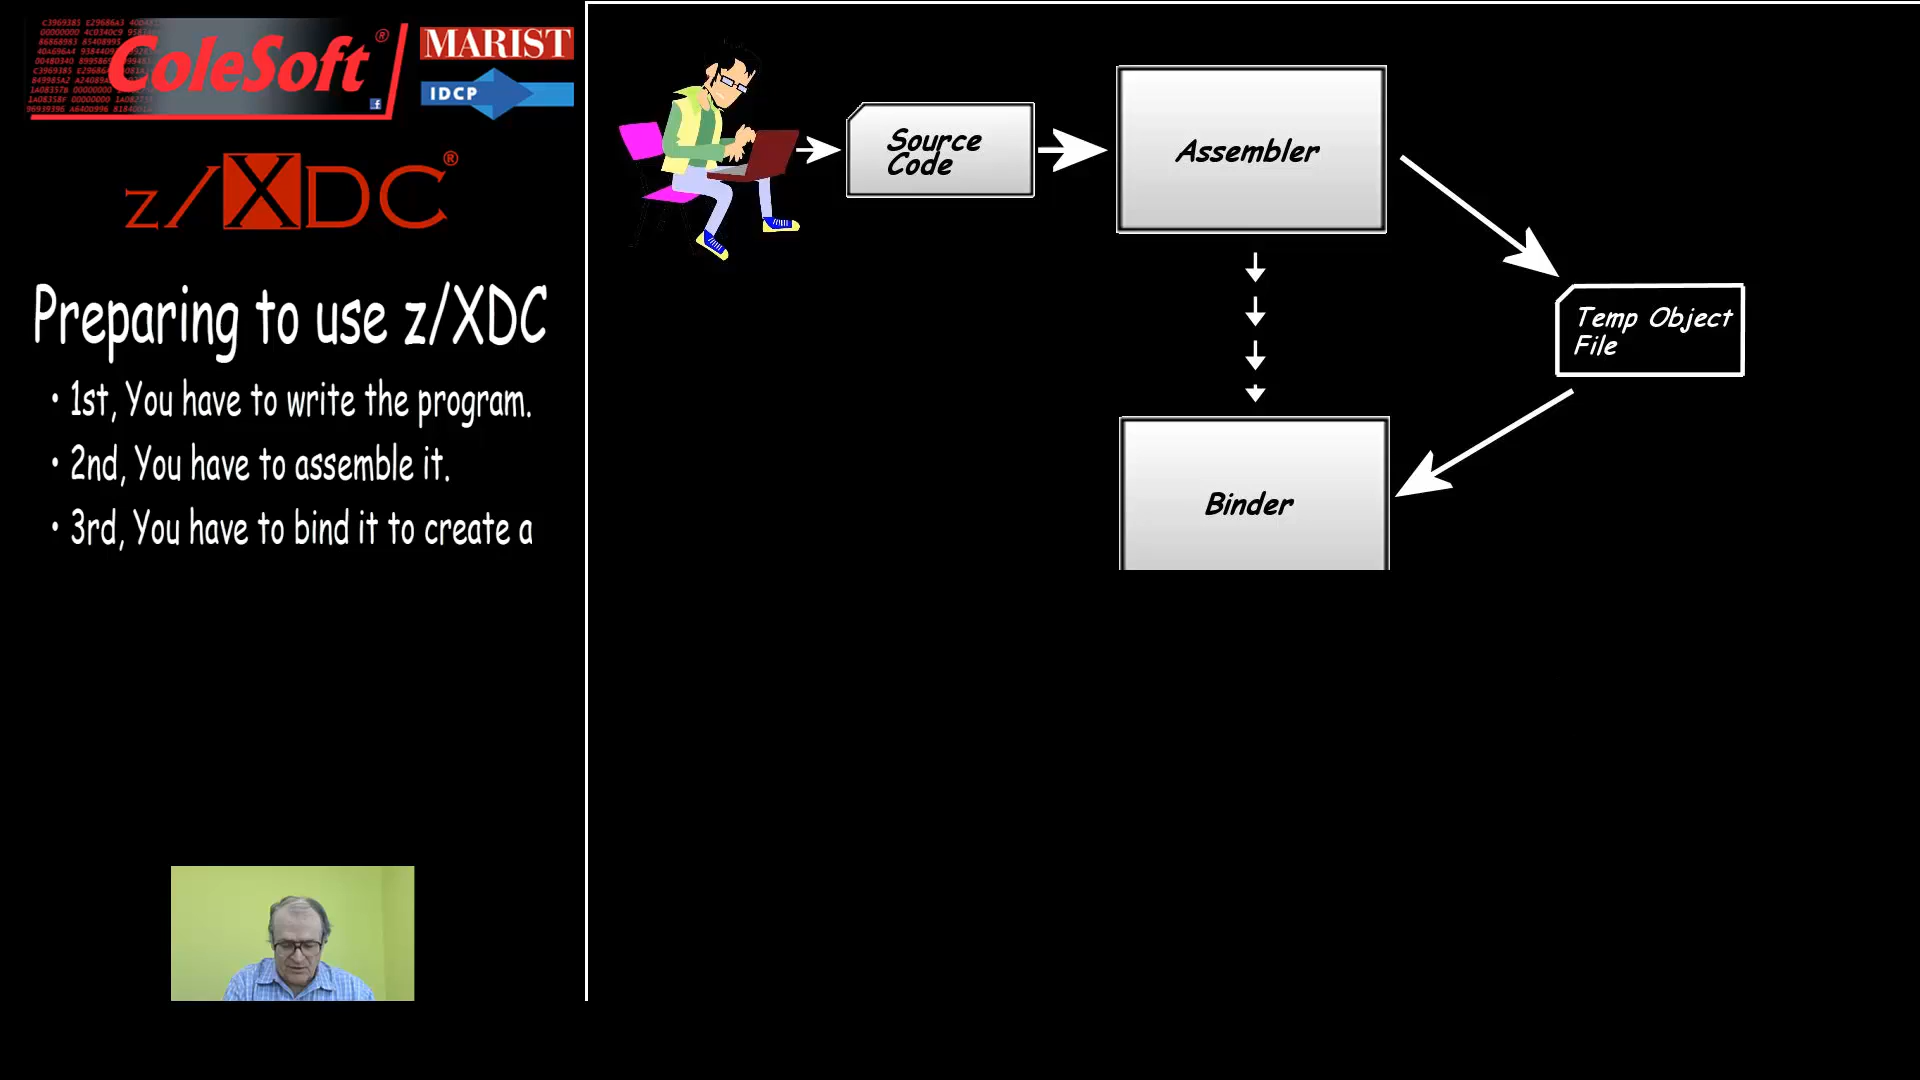 ColeSoft®
MARIST
IDCP
z/XDC®
Preparing to use z/XDC
• 1st, You have to write the program.
• 2nd, You have to assemble it.
• 3rd, You have to bind it to create a
Source
Code
Assembler
Temp Object
File
Binder